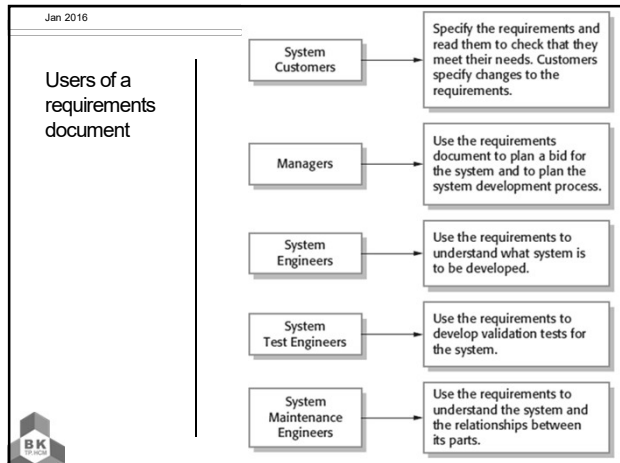 Jan 2016
Users of a
requirements
document
System
Customers
Specify the requirements and
read them to check that they
meet their needs. Customers
specify changes to the
requirements.
Managers
Use the requirements
document to plan a bid for
the system and to plan the
system development process.
System
Engineers
Use the requirements to
understand what system is
to be developed.
System
Test Engineers
Use the requirements to
develop validation tests for
the system.
System
Maintenance
Engineers
Use the requirements to
understand the system and
the relationships between
its parts.
BK
TP.HCM